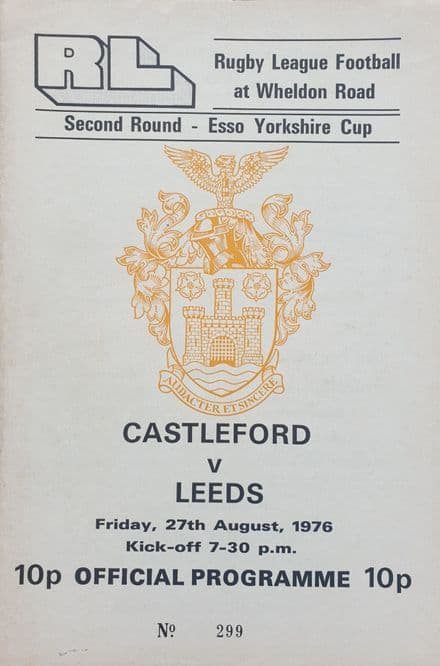 RL
Rugby League Football
at Wheldon Road
Second Round - Esso Yorkshire Cup
AUDACTER ET SINCERE
CASTLEFORD
v
LEEDS
Friday, 27th August, 1976
Kick-off 7-30 p.m.
10p OFFICIAL PROGRAMME 10p
Nº 299